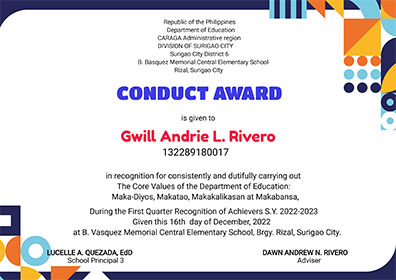 Republic of the Philippines
Department of Education
CARAGA Administrative region
DIVISION OF SURIGAO CITY
Surigao City District 6
B. Basquez Memorial Central Elementary School
Rizal, Surigao City
CONDUCT AWARD
is given to
Gwill Andrie L. Rivero
132289180017
in recognition for consistently and dutifully carrying out
The Core Values of the Department of Education:
Maka-Diyos, Makatao, Makakalikasan at Makabansa,
During the First Quarter Recognition of Achievers S.Y. 2022-2023
Given this 16th day of December, 2022
at B. Vasquez Memorial Central Elementary School, Brgy. Rizal, Surigao City.
LUCELLE A. QUEZADA, EdD
School Principal 3
DAWN ANDREW N. RIVERO
Adviser